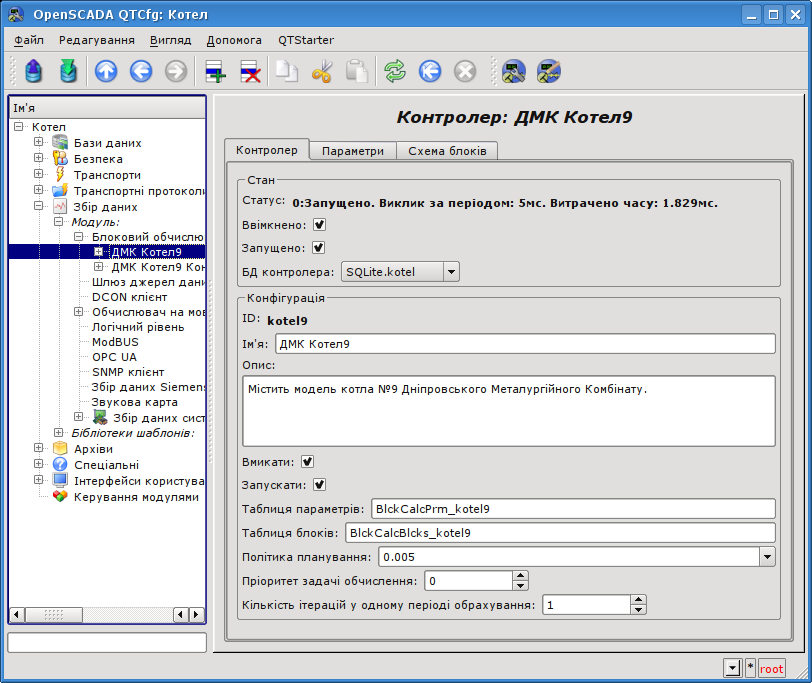 OpenSCADA QTCfg: Котел
Файл Редагування Вигляд Допомога QTStarter
Ім'я
Котел
Бази даних
Безпека
Транспорти
Транспортні протоколи
Збір даних
Модуль:
Блоковий обчислю
ДМК Котел9
ДМК Котел9 Кон
Шлюз джерел дани
DCON клієнт
Обчислювач на мов
Логічний рівень
ModBUS
OPC UA
SNMP клієнт
Збір даних Siemens
Звукова карта
Збір даних сист
Бібліотеки шаблонів:
Архіви
Спеціальні
Інтерфейси користува
Керування модулями
Контролер: ДМК Котел9
Контролер Параметри Схема блоків
Стан
Статус: 0:Запущено. Виклик за періодом: 5мс. Витрачено часу: 1.829мс.
Ввімкнено:
Запущено:
БД контролера: SQLite.kotel
Конфігурація
ID: kotel9
Ім'я: ДМК Котел9
Опис:
Містить модель котла №9 Дніпровського Металургійного Комбінату.
Вмикати:
Запускати:
Таблиця параметрів: BlckCalcPrm_kotel9
Таблиця блоків: BlckCalcBlcks_kotel9
Політика планування: 0.005
Пріоритет задачі обчислення: 0
Кількість ітерацій у одному періоді обрахування: 1
* root